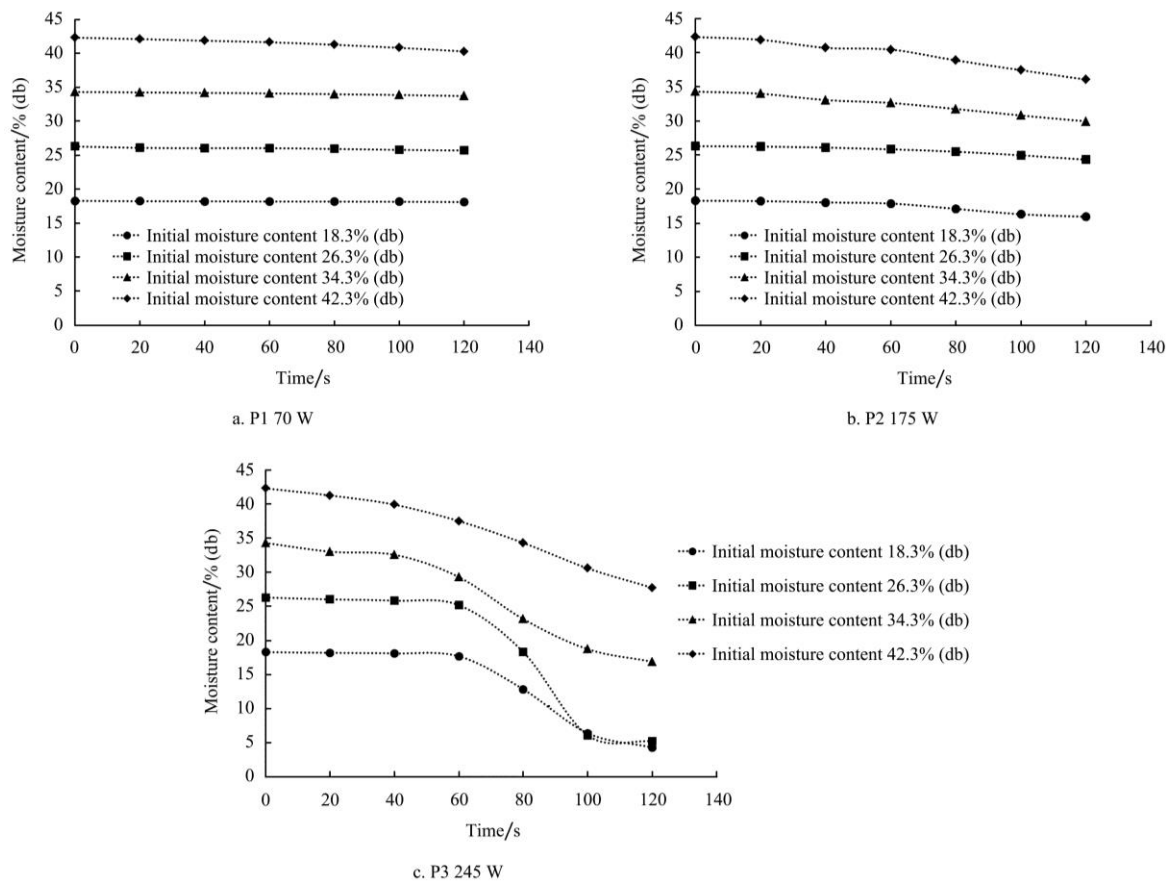 Moisture content/% (db)
45
40
35
30
25
20
15
10
5
0
Initial moisture content 18.3% (db)
Initial moisture content 26.3% (db)
Initial moisture content 34.3% (db)
Initial moisture content 42.3% (db)
0 20 40 60 80 100 120 140
Time/s
a. P1 70 W
Moisture content/% (db)
45
40
35
30
25
20
15
10
5
0
Initial moisture content 18.3% (db)
Initial moisture content 26.3% (db)
Initial moisture content 34.3% (db)
Initial moisture content 42.3% (db)
0 20 40 60 80 100 120 140
Time/s
b. P2 175 W
Moisture content/% (db)
45
40
35
30
25
20
15
10
5
0
Initial moisture content 18.3% (db)
Initial moisture content 26.3% (db)
Initial moisture content 34.3% (db)
Initial moisture content 42.3% (db)
0 20 40 60 80 100 120 140
Time/s
c. P3 245 W